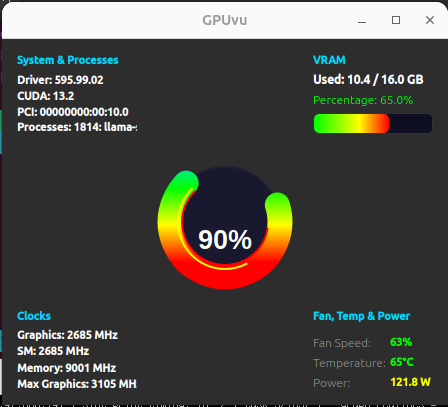 GPUvu
System & Processes
Driver: 595.99.02
CUDA: 13.2
PCI: 00000000:00:10.0
Processes: 1814: llama-
VRAM
Used: 10.4 / 16.0 GB
Percentage: 65.0%
90%
Clocks
Graphics: 2685 MHz
SM: 2685 MHz
Memory: 9001 MHz
Max Graphics: 3105 MH
Fan, Temp & Power
Fan Speed: 63%
Temperature: 65°C
Power: 121.8 W